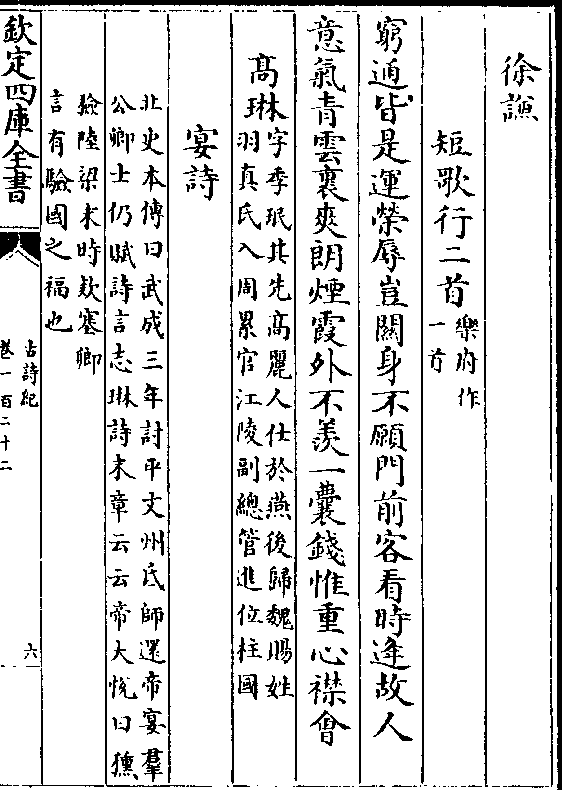 徐謙
短歌行二首樂府作
一首
窮通皆是運榮辱豈關身不願門前客看時逢故人
意氣青雲裏爽朗煙霞外不羨一囊錢惟重心襟會
高琳字季珉其先高麗人仕於燕後歸魏賜姓
羽真氏入周累官江陵副總管進位柱國
宴詩
北史本傳曰武成三年討平文州氐師還帝宴羣
公卿士仍賦詩言志琳詩末章云云帝大悅曰獯
獫陸梁未時欵塞卿
言有驗國之福也
欽定四庫全書
古詩紀
卷一百二十二
六